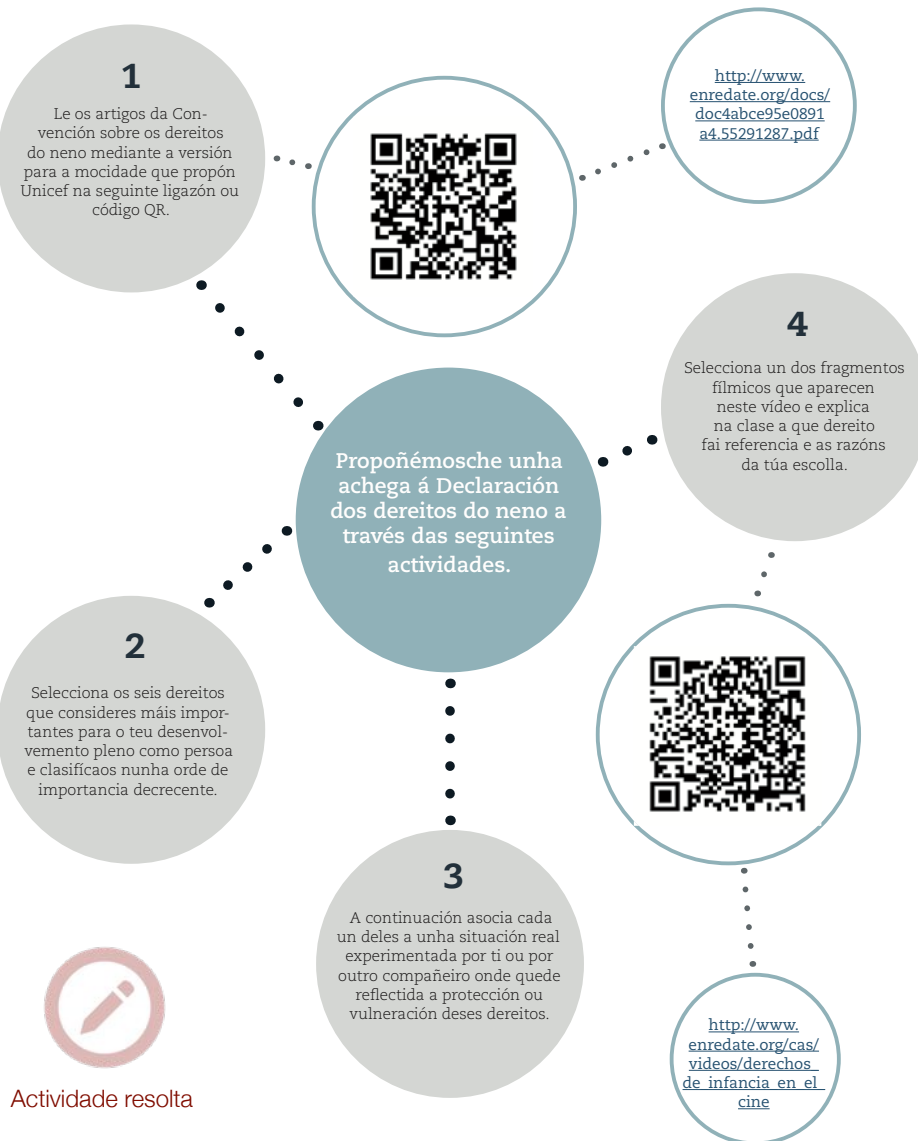 Propoñémosche unha
achega á Declaración
dos dereitos do neno a
través das seguintes
actividades.
1
Le os artigos da Con-
vención sobre os dereitos
do neno mediante a versión
para a mocidade que propón
Unicef na seguinte ligazón ou
código QR.
http://www.
enredate.org/docs/
doc4abce95e0891
a4.55291287.pdf
2
Selecciona os seis dereitos
que consideres máis impor-
tantes para o teu desenvol-
vemento pleno como persoa
e clasifícaos nunha orde de
importancia decrecente.
3
A continuación asocia cada
un deles a unha situación real
experimentada por ti ou por
outro compañeiro onde quede
reflectida a protección ou
vulneración deses dereitos.
4
Selecciona un dos fragmentos
fílmicos que aparecen
neste vídeo e explica
na clase a que dereito
fai referencia e as razóns
da túa escolla.
http://www.
enredate.org/cas/
videos/derechos_
de_infancia_en_el_
cine
Actividade resolta